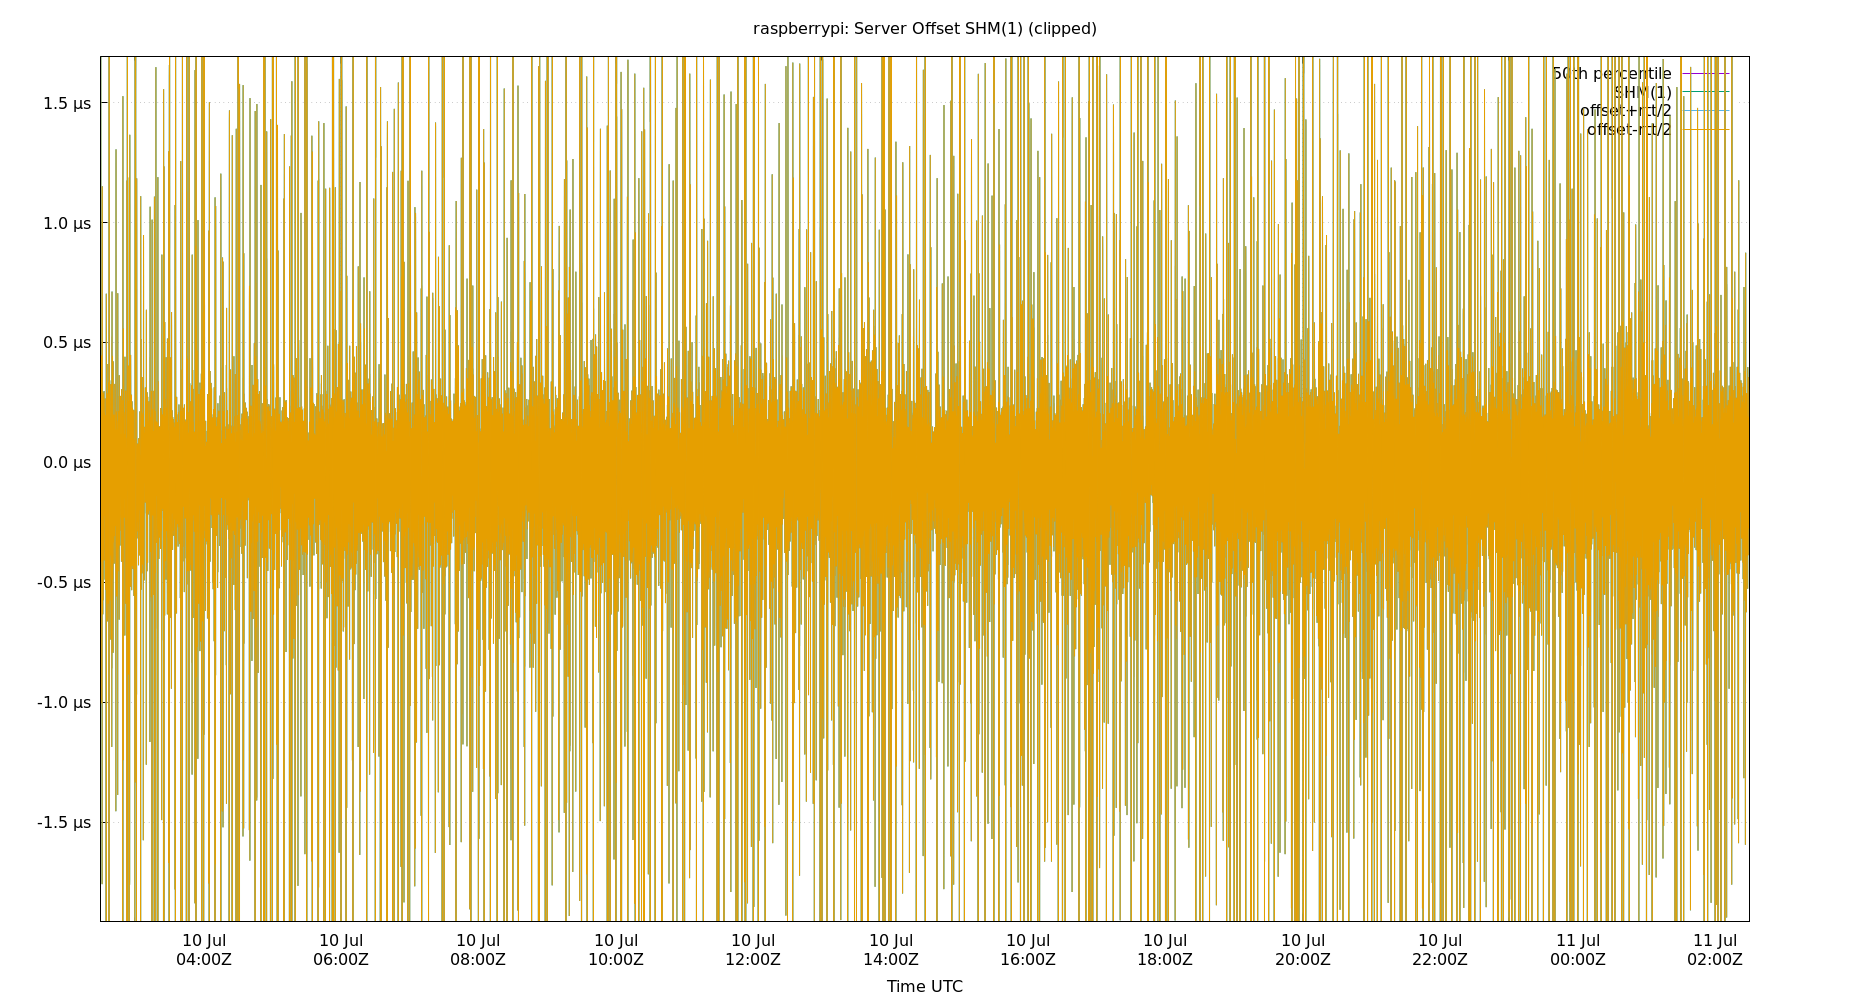 raspberrypi: Server Offset SHM(1) (clipped)
50th percentile
SHM(1)
offset+rtt/2
offset-rtt/2
1.5 µs
1.0 µs
0.5 µs
0.0 µs
-0.5 µs
-1.0 µs
-1.5 µs
10 Jul 10 Jul 10 Jul 10 Jul 10 Jul 10 Jul 10 Jul 10 Jul 10 Jul 10 Jul 11 Jul 11 Jul
04:00Z 06:00Z 08:00Z 10:00Z 12:00Z 14:00Z 16:00Z 18:00Z 20:00Z 22:00Z 00:00Z 02:00Z
Time UTC